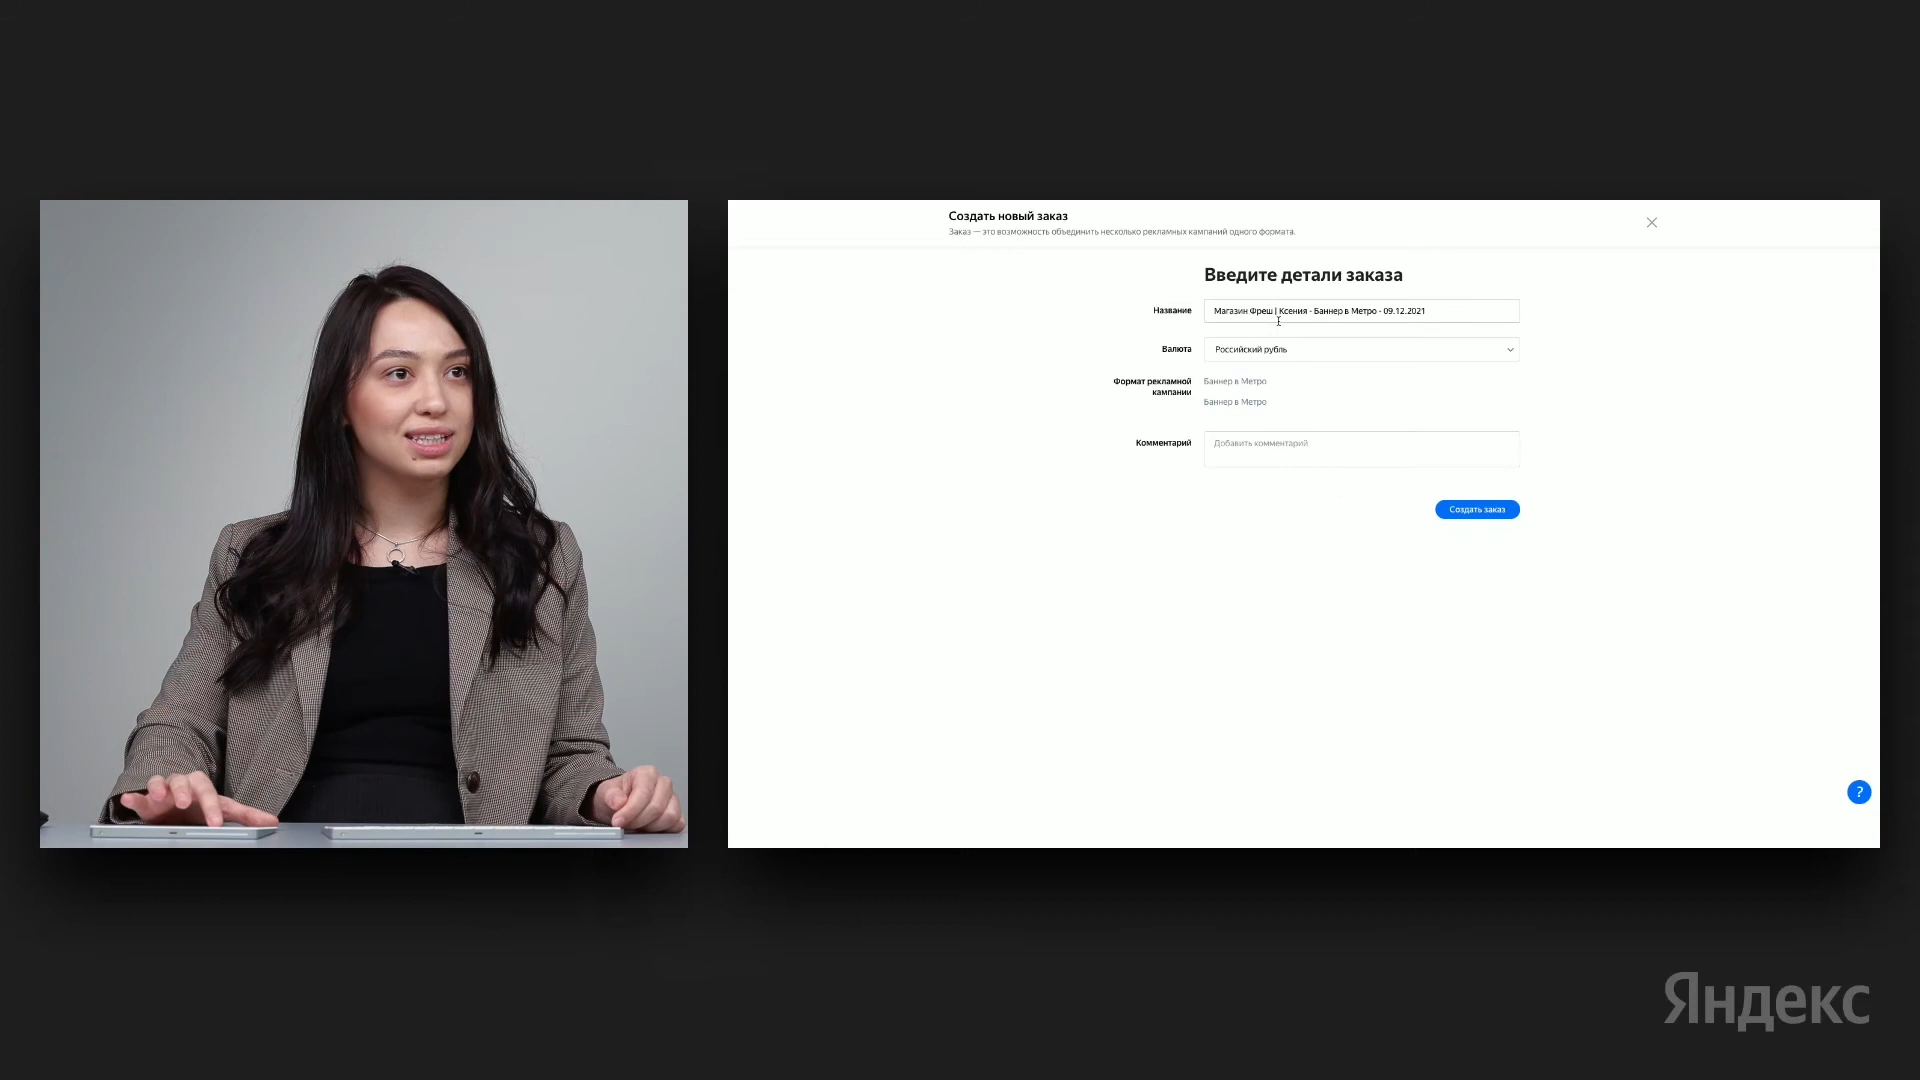 Создать новый заказ
Заказ — это возможность объединить несколько рекламных кампаний одного формата.
Введите детали заказа
Название
Магазин Фреш | Ксения - Баннер в Метро - 09.12.2021
Валюта
Российский рубль
Формат рекламной
кампании
Баннер в Метро
Баннер в Метро
Комментарий
Добавить комментарий
Создать заказ
?
Яндекс